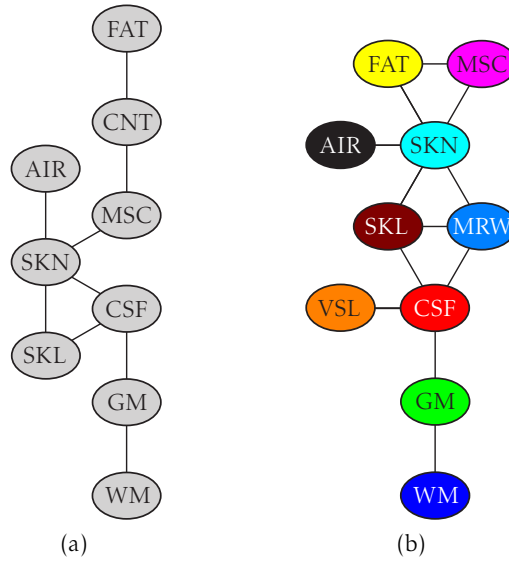 FAT
CNT
AIR
MSC
SKN
CSF
SKL
GM
WM
(a)
FAT
MSC
AIR
SKN
SKL
MRW
VSL
CSF
GM
WM
(b)